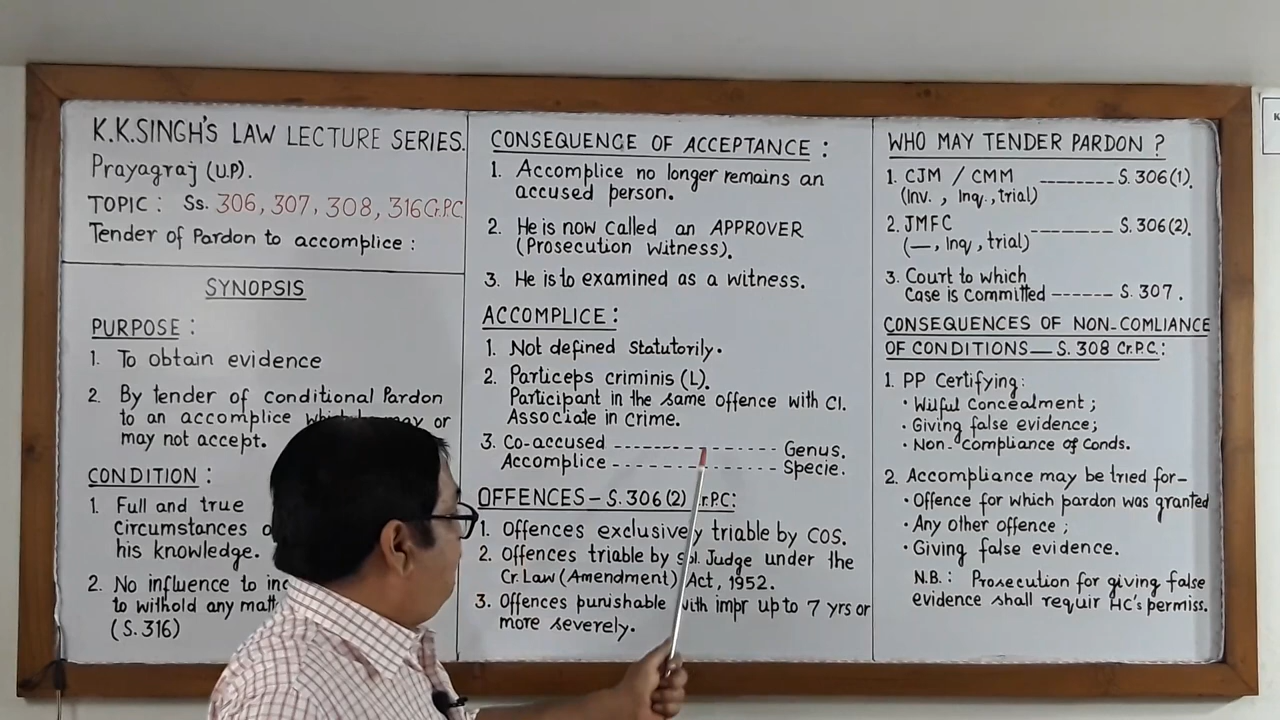 K.K.SINGH'S LAW LECTURE SERIES.
Prayagraj (U.P).
TOPIC : Ss. 306, 307, 308, 316 Cr.P.C
Tender of Pardon to accomplice :
SYNOPSIS
PURPOSE :
1. To obtain evidence
2. By tender of conditional Pardon
to an accomplice may or
may not accept.
CONDITION :
1. Full and true
Circumstances
his knowledge.
2. No influence to
to withold any
(S. 316)
CONSEQUENCE OF ACCEPTANCE :
1. Accomplice no longer remains an
accused person.
2. He is now called an APPROVER
(Prosecution Witness).
3. He is to examined as a witness.
ACCOMPLICE :
1. Not defined Statutorily.
2. Particeps criminis (L).
Participant in the same offence with C1.
Associate in crime.
3. Co-accused ---------------- Genus.
Accomplice ---------------- Specie.
OFFENCES – S. 306 (2) Cr.P.C:
1. Offences exclusively triable by COS.
2. Offences triable by Spl. Judge under the
Cr. Law (Amendment) Act, 1952.
3. Offences punishable with impr up to 7 yrs or
more severely.
WHO MAY TENDER PARDON ?
1. CJM / CMM -------- S. 306 (1).
(Inv. , Inq., trial)
2. JMFC -------- S. 306 (2).
(—, Inq , trial)
3. Court to which
Case is Committed ------ S. 307 .
CONSEQUENCES OF NON-COMLIANCE
OF CONDITIONS — S. 308 Cr.P.C. :
1. PP Certifying :
• Wilful Concealment ;
• Giving false evidence ;
• Non-Compliance of Conds.
2. Accompliance may be tried for–
• Offence for which pardon was granted
• Any other offence ;
• Giving false evidence.
N.B. : Prosecution for giving false
evidence shall requir HC's permiss.